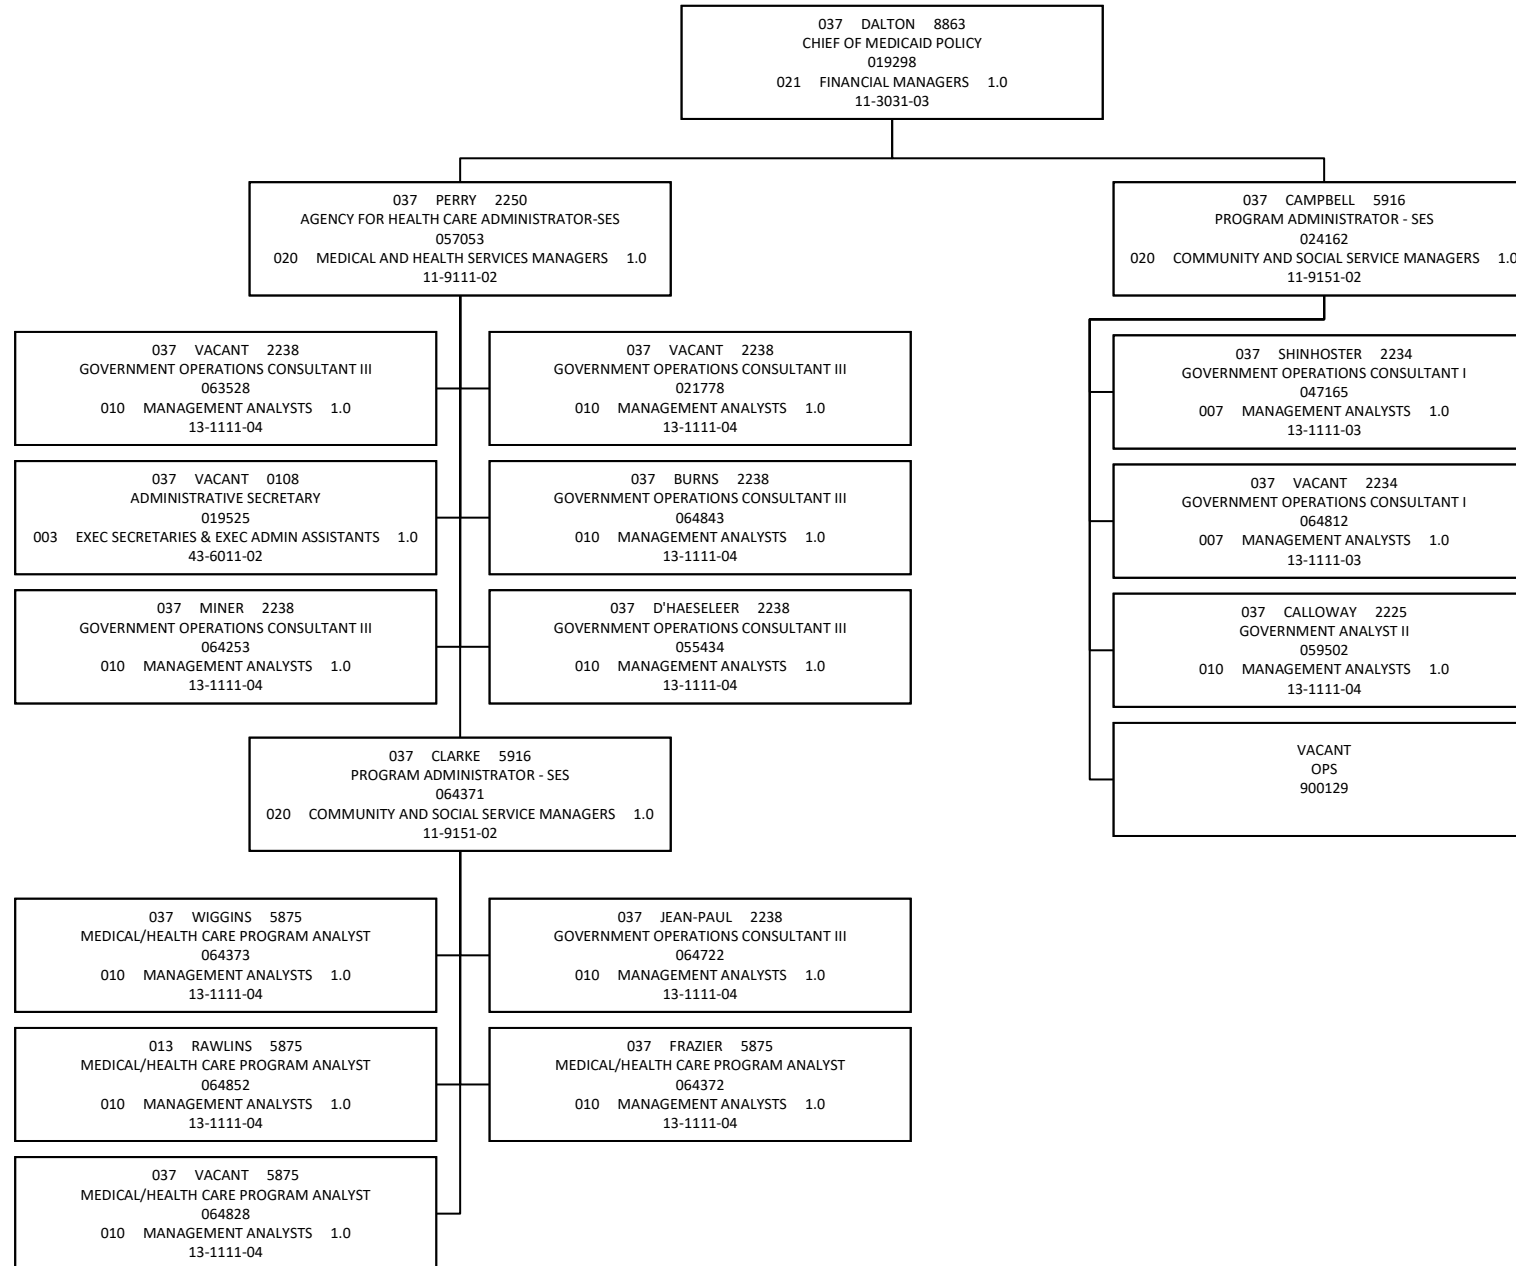 037 DALTON 8863
CHIEF OF MEDICAID POLICY
019298
021 FINANCIAL MANAGERS 1.0
11-3031-03
037 PERRY 2250
AGENCY FOR HEALTH CARE ADMINISTRATOR-SES
057053
020 MEDICAL AND HEALTH SERVICES MANAGERS 1.0
11-9111-02
037 CAMPBELL 5916
PROGRAM ADMINISTRATOR - SES
024162
020 COMMUNITY AND SOCIAL SERVICE MANAGERS 1.0
11-9151-02
037 VACANT 2238
GOVERNMENT OPERATIONS CONSULTANT III
063528
010 MANAGEMENT ANALYSTS 1.0
13-1111-04
037 VACANT 2238
GOVERNMENT OPERATIONS CONSULTANT III
021778
010 MANAGEMENT ANALYSTS 1.0
13-1111-04
037 SHINHOSTER 2234
GOVERNMENT OPERATIONS CONSULTANT I
047165
007 MANAGEMENT ANALYSTS 1.0
13-1111-03
037 VACANT 0108
ADMINISTRATIVE SECRETARY
019525
003 EXEC SECRETARIES & EXEC ADMIN ASSISTANTS 1.0
43-6011-02
037 BURNS 2238
GOVERNMENT OPERATIONS CONSULTANT III
064843
010 MANAGEMENT ANALYSTS 1.0
13-1111-04
037 VACANT 2234
GOVERNMENT OPERATIONS CONSULTANT I
064812
007 MANAGEMENT ANALYSTS 1.0
13-1111-03
037 MINER 2238
GOVERNMENT OPERATIONS CONSULTANT III
064253
010 MANAGEMENT ANALYSTS 1.0
13-1111-04
037 D'HAESELEER 2238
GOVERNMENT OPERATIONS CONSULTANT III
055434
010 MANAGEMENT ANALYSTS 1.0
13-1111-04
037 CALLOWAY 2225
GOVERNMENT ANALYST II
059502
010 MANAGEMENT ANALYSTS 1.0
13-1111-04
037 CLARKE 5916
PROGRAM ADMINISTRATOR - SES
064371
020 COMMUNITY AND SOCIAL SERVICE MANAGERS 1.0
11-9151-02
VACANT
OPS
900129
037 WIGGINS 5875
MEDICAL/HEALTH CARE PROGRAM ANALYST
064373
010 MANAGEMENT ANALYSTS 1.0
13-1111-04
037 JEAN-PAUL 2238
GOVERNMENT OPERATIONS CONSULTANT III
064722
010 MANAGEMENT ANALYSTS 1.0
13-1111-04
013 RAWLINS 5875
MEDICAL/HEALTH CARE PROGRAM ANALYST
064852
010 MANAGEMENT ANALYSTS 1.0
13-1111-04
037 FRAZIER 5875
MEDICAL/HEALTH CARE PROGRAM ANALYST
064372
010 MANAGEMENT ANALYSTS 1.0
13-1111-04
037 VACANT 5875
MEDICAL/HEALTH CARE PROGRAM ANALYST
064828
010 MANAGEMENT ANALYSTS 1.0
13-1111-04